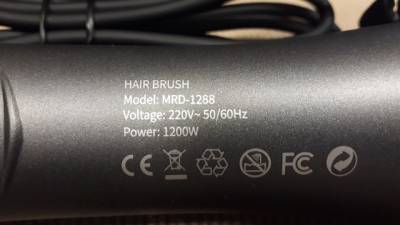 HAIR BRUSH
Model: MRD-1288
Voltage: 220V~ 50/60Hz
Power: 1200W
CE FC